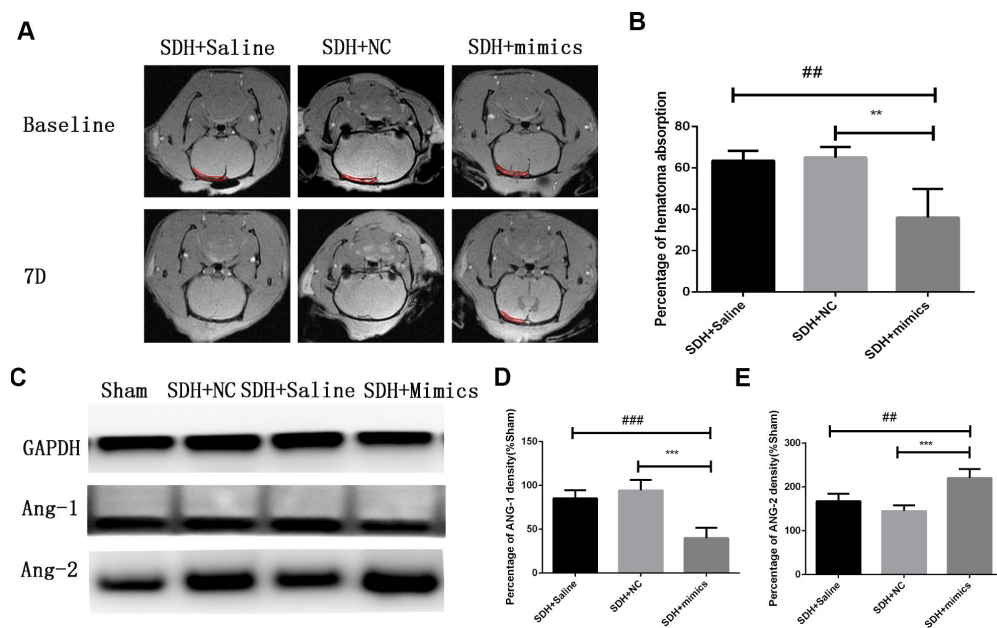 A
SDH+Saline SDH+NC SDH+mimics
Baseline
7D
B
##
**
Percentage of hematoma absorption
80
60
40
20
0
SDH+Saline
SDH+NC
SDH+mimics
C
Sham SDH+NC SDH+Saline SDH+Mimics
GAPDH
Ang-1
Ang-2
D
###
***
Percentage of ANG-1 density(%Sham)
150
100
50
0
SDH+Saline
SDH+NC
SDH+mimics
E
##
***
Percentage of ANG-2 density(%Sham)
300
200
100
0
SDH+Saline
SDH+NC
SDH+mimics